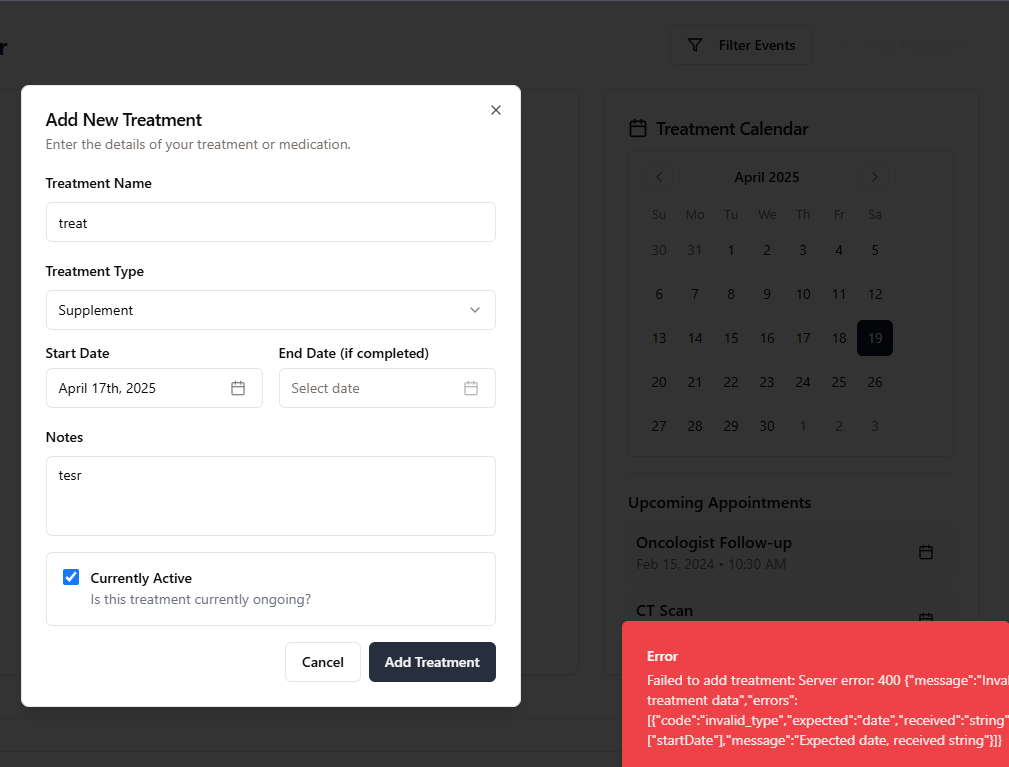 r
Filter Events
Add New Treatment
Enter the details of your treatment or medication.
Treatment Name
treat
Treatment Type
Supplement
Start Date End Date (if completed)
April 17th, 2025 Select date
Notes
tesr
Currently Active
Is this treatment currently ongoing?
Cancel Add Treatment
Treatment Calendar
April 2025
Su Mo Tu We Th Fr Sa
30 31 1 2 3 4 5
6 7 8 9 10 11 12
13 14 15 16 17 18 19
20 21 22 23 24 25 26
27 28 29 30 1 2 3
Upcoming Appointments
Oncologist Follow-up
Feb 15, 2024 • 10:30 AM
CT Scan
Error
Failed to add treatment: Server error: 400 {"message":"Inval
treatment data","errors":
[{"code":"invalid_type","expected":"date","received":"string"
["startDate"],"message":"Expected date, received string"}]}